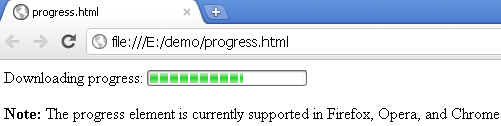 progress.html
file:///E:/demo/progress.html
Downloading progress:
Note: The progress element is currently supported in Firefox, Opera, and Chrome